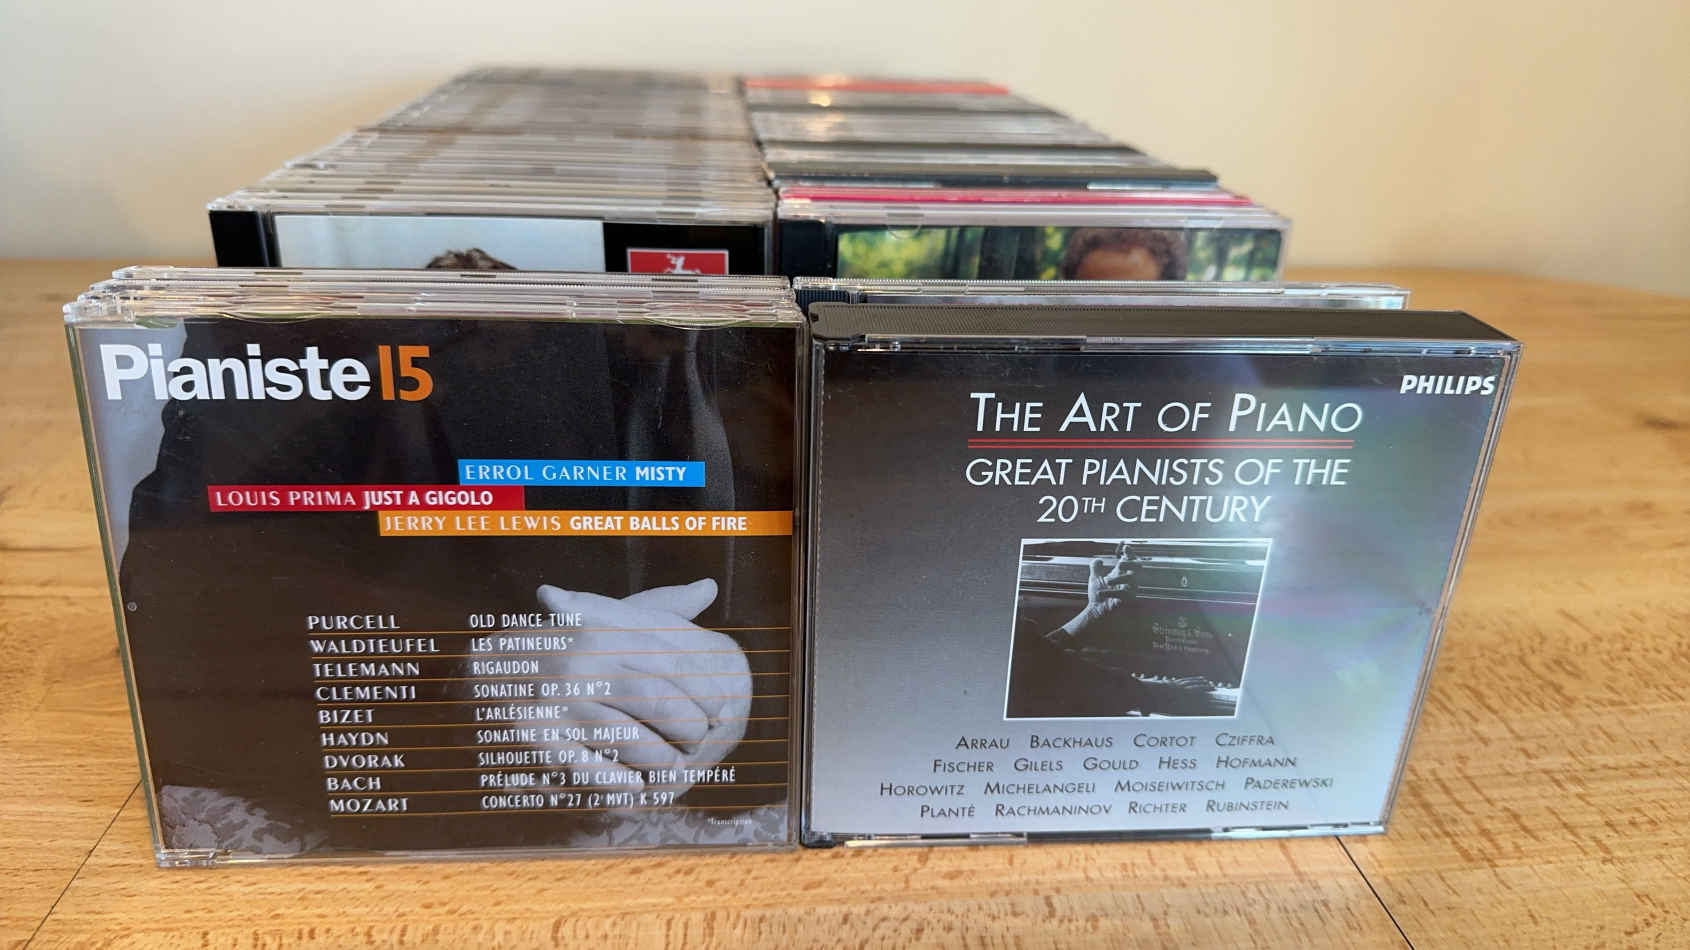 Pianiste 15
ERROL GARNER MISTY
LOUIS PRIMA JUST A GIGOLO
JERRY LEE LEWIS GREAT BALLS OF FIRE
PURCELL OLD DANCE TUNE
WALDTEUFEL LES PATINEURS*
TELEMANN RIGAUDON
CLEMENTI SONATINE OP. 36 N°2
BIZET L'ARLÉSIENNE*
HAYDN SONATINE EN SOL MAJEUR
DVORAK SILHOUETTE OP. 8 N°2
BACH PRÉLUDE N°3 DU CLAVIER BIEN TEMPÉRÉ
MOZART CONCERTO N°27 (2e MVT) K 597
*Transcription
PHILIPS
THE ART OF PIANO
GREAT PIANISTS OF THE
20TH CENTURY
ARRAU BACKHAUS CORTOT CZIFFRA
FISCHER GILELS GOULD HESS HOFMANN
HOROWITZ MICHELANGELI MOISEIWITSCH PADEREWSKI
PLANTÉ RACHMANINOV RICHTER RUBINSTEIN